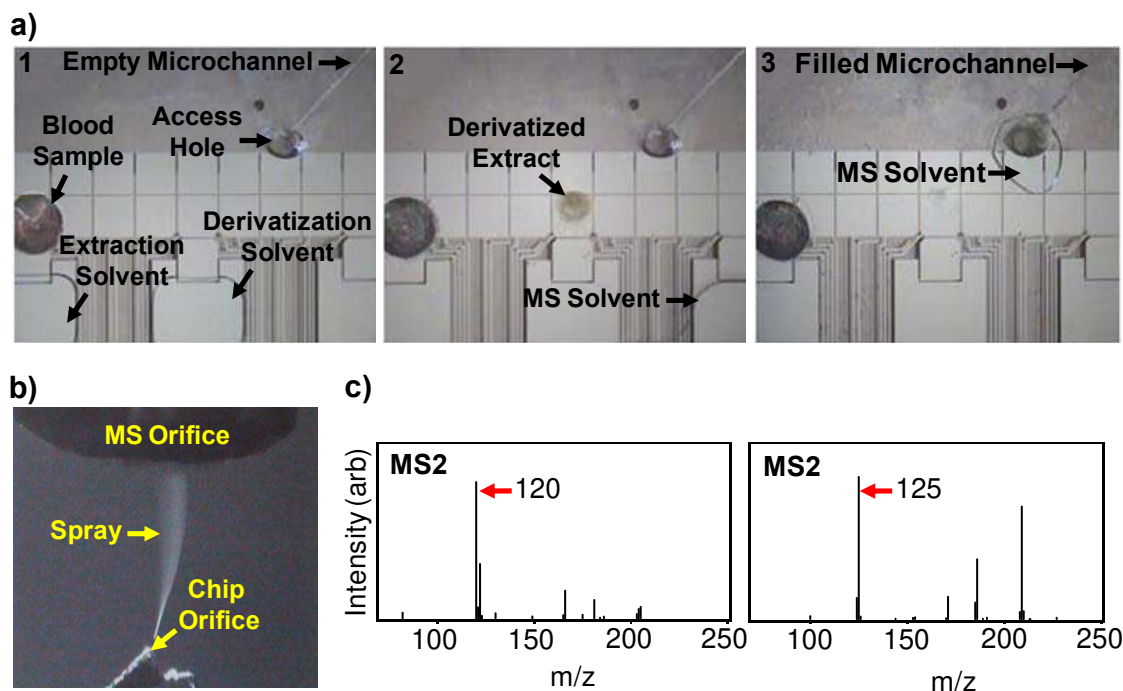 a)
1 Empty Microchannel
Blood
Sample
Access
Hole
Extraction
Solvent
Derivatization
Solvent
2
Derivatized
Extract
MS Solvent
3 Filled Microchannel
MS Solvent
b)
MS Orifice
Spray
Chip
Orifice
c)
Intensity (arb)
MS2
120
100 150 200 250
m/z
MS2
125
100 150 200 250
m/z